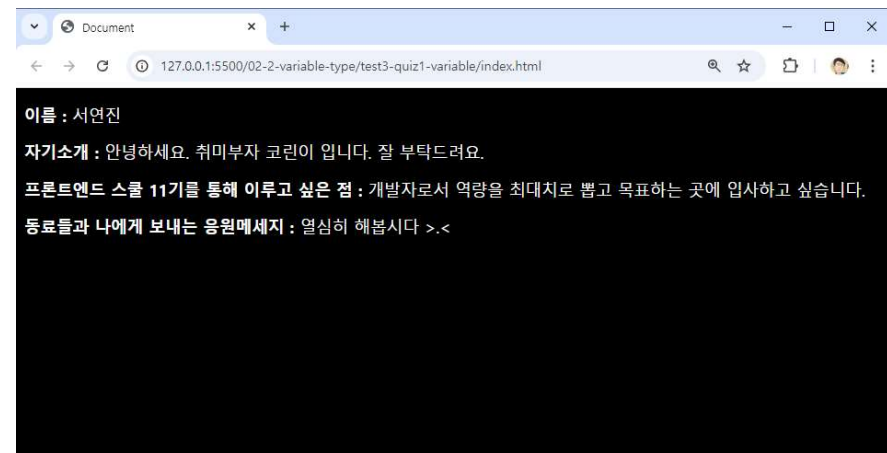 Document
127.0.0.1:5500/02-2-variable-type/test3-quiz1-variable/index.html
이름 : 서연진
자기소개 : 안녕하세요. 취미부자 코린이 입니다. 잘 부탁드려요.
프론트엔드 스쿨 11기를 통해 이루고 싶은 점 : 개발자로서 역량을 최대치로 뽑고 목표하는 곳에 입사하고 싶습니다.
동료들과 나에게 보내는 응원메세지 : 열심히 해봅시다 >.<